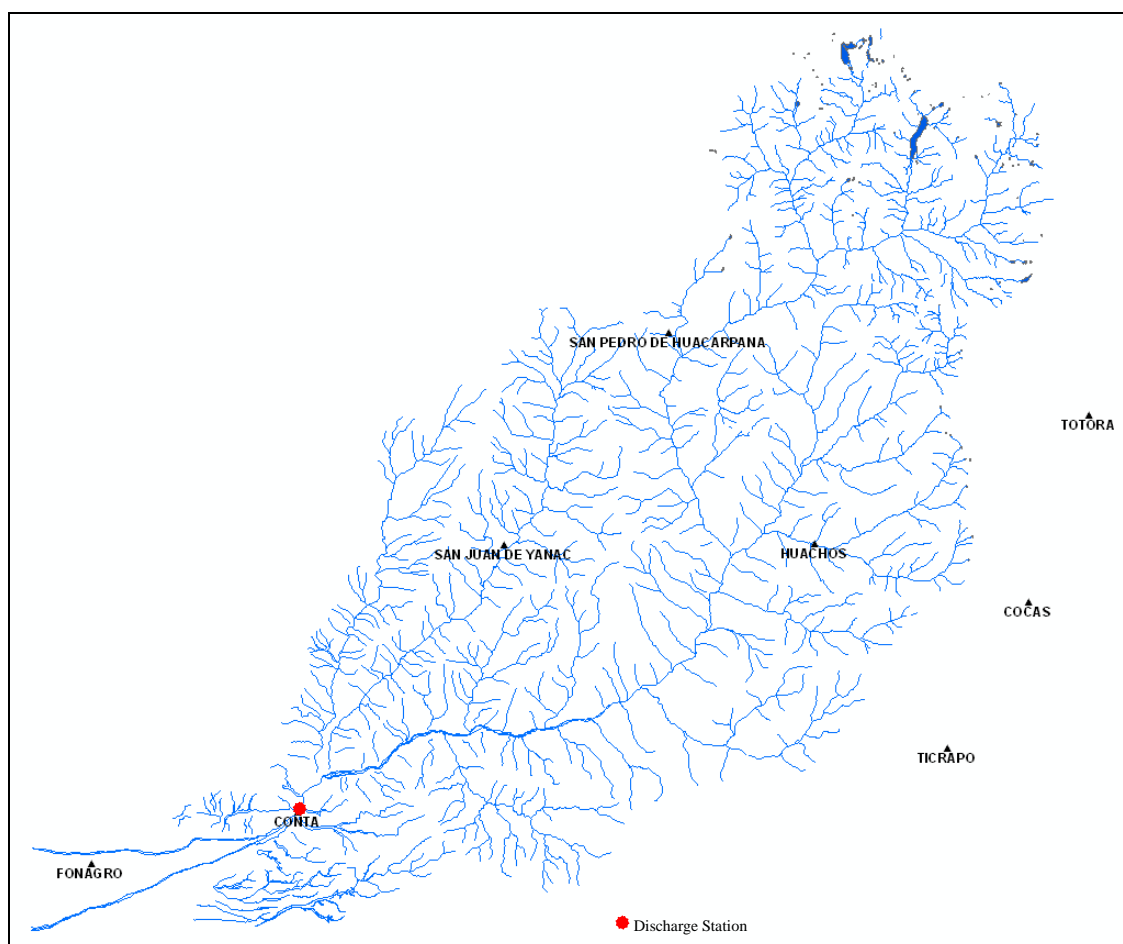 SAN PEDRO DE HUACARPANA
TOTORA
SAN JUAN DE YANAC
HUACHOS
COCAS
TICRAPO
CONTA
FONAGRO
Discharge Station